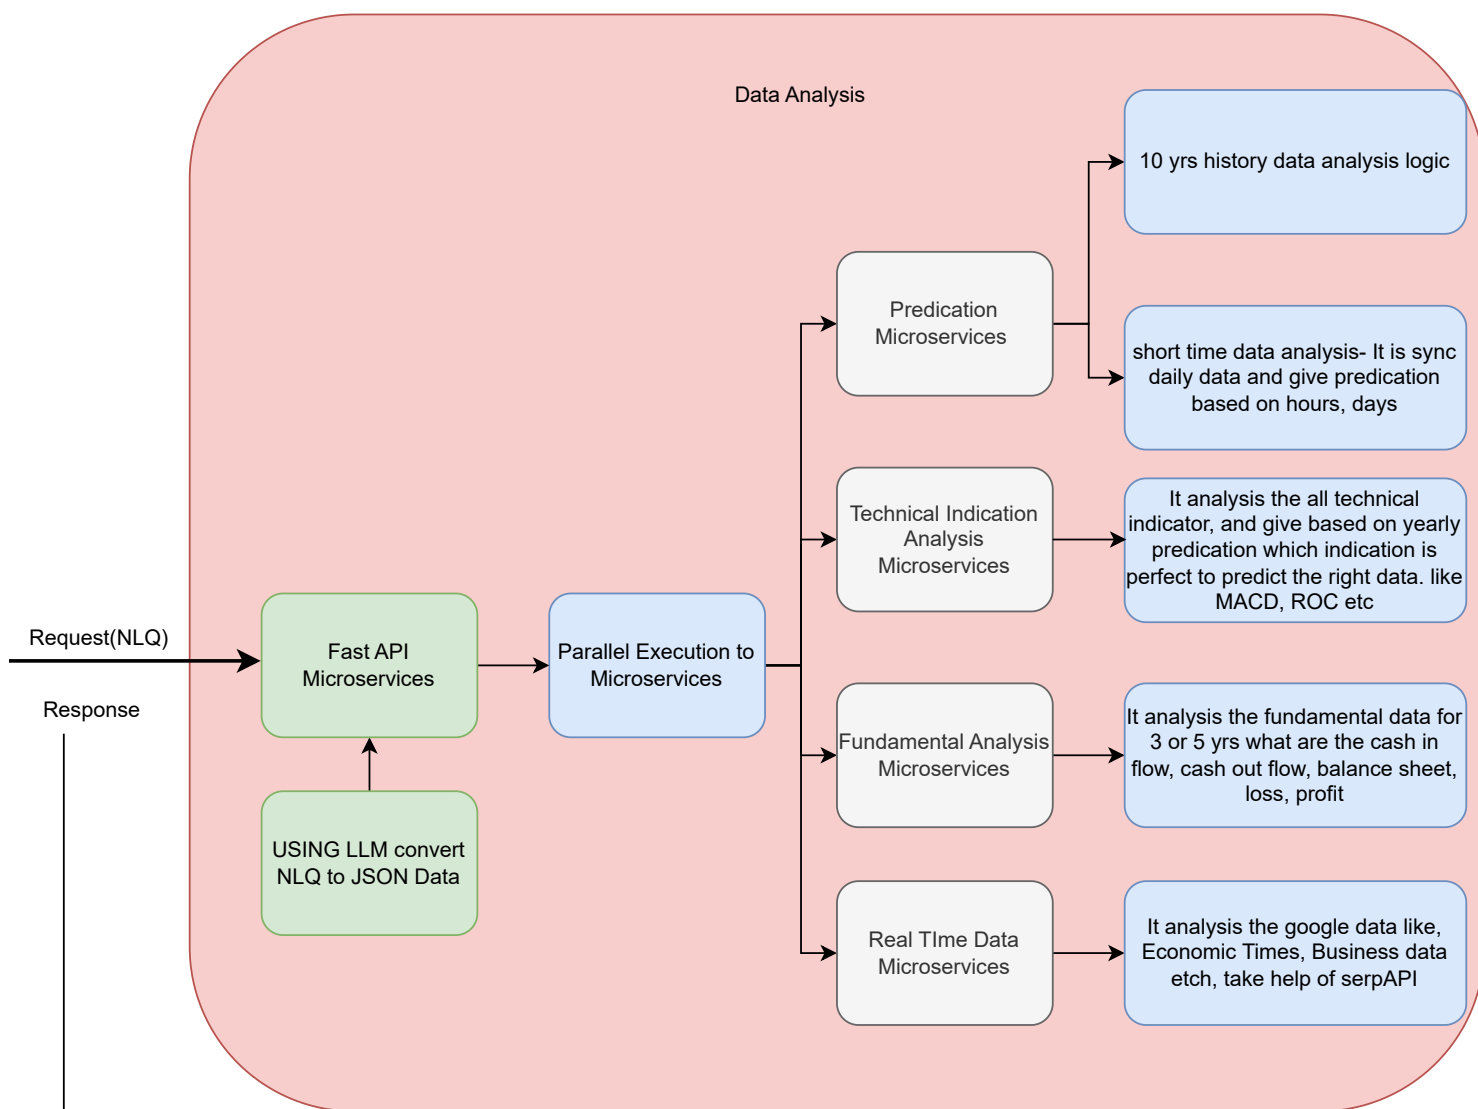 Data Analysis
10 yrs history data analysis logic
Predication
Microservices
short time data analysis- It is sync
daily data and give predication
based on hours, days
Technical Indication
Analysis
Microservices
It analysis the all technical
indicator, and give based on yearly
predication which indication is
perfect to predict the right data. like
MACD, ROC etc
Request(NLQ)
Response
Fast API
Microservices
Parallel Execution to
Microservices
USING LLM convert
NLQ to JSON Data
Fundamental Analysis
Microservices
It analysis the fundamental data for
3 or 5 yrs what are the cash in
flow, cash out flow, balance sheet,
loss, profit
Real TIme Data
Microservices
It analysis the google data like,
Economic Times, Business data
etch, take help of serpAPI